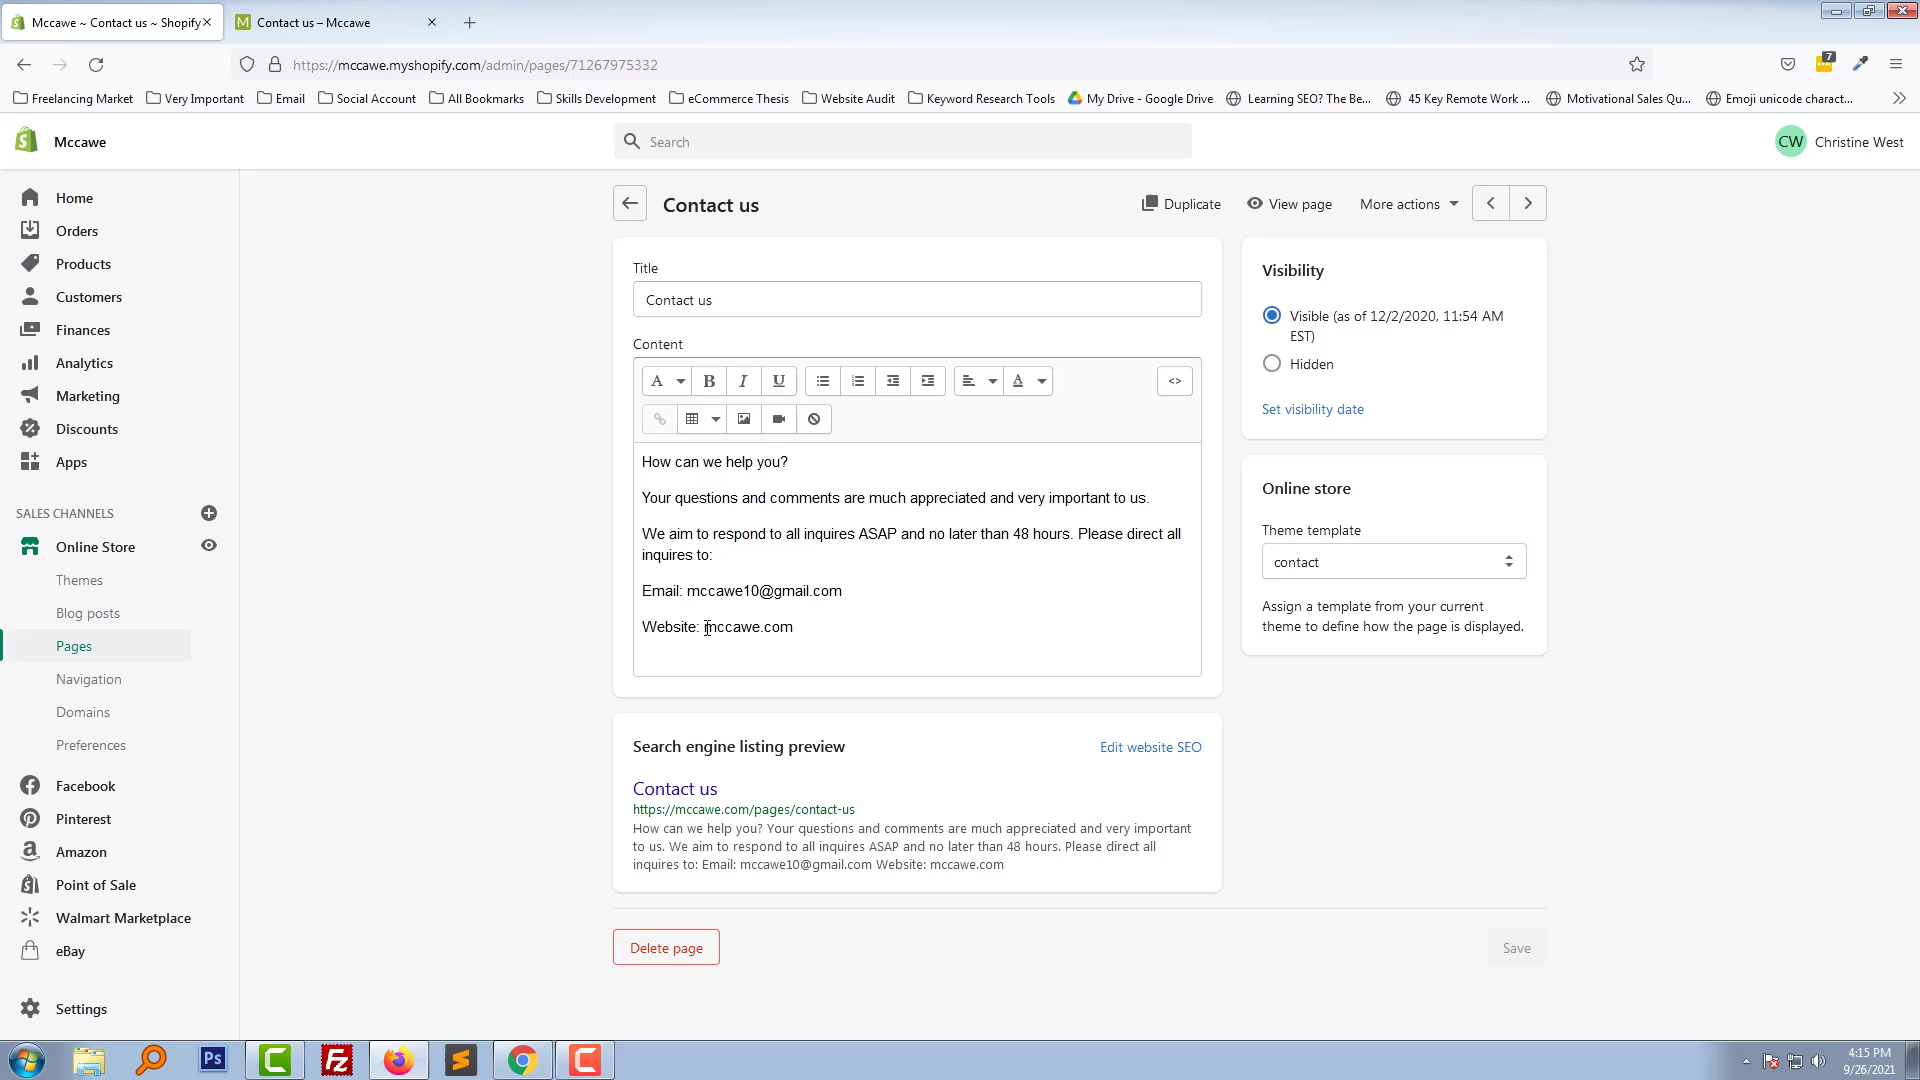 Mccawe ~ Contact us ~ Shopify
Contact us – Mccawe
https://mccawe.myshopify.com/admin/pages/71267975332
7
Freelancing Market
Very Important
Email
Social Account
All Bookmarks
Skills Development
eCommerce Thesis
Website Audit
Keyword Research Tools
My Drive - Google Drive
Learning SEO? The Be...
45 Key Remote Work ...
Motivational Sales Qu...
Emoji unicode charact...
Mccawe
Search
CW
Christine West
Home
Orders
Products
Customers
Finances
Analytics
Marketing
Discounts
Apps
SALES CHANNELS
Online Store
Themes
Blog posts
Pages
Navigation
Domains
Preferences
Facebook
Pinterest
Amazon
Point of Sale
Walmart Marketplace
eBay
Settings
Contact us
Duplicate
View page
More actions
Title
Contact us
Content
A
B
I
U
A
<>
How can we help you?
Your questions and comments are much appreciated and very important to us.
We aim to respond to all inquires ASAP and no later than 48 hours. Please direct all
inquires to:
Email: mccawe10@gmail.com
Website: mccawe.com
Search engine listing preview
Edit website SEO
Contact us
https://mccawe.com/pages/contact-us
How can we help you? Your questions and comments are much appreciated and very important
to us. We aim to respond to all inquires ASAP and no later than 48 hours. Please direct all
inquires to: Email: mccawe10@gmail.com Website: mccawe.com
Delete page
Save
Visibility
Visible (as of 12/2/2020, 11:54 AM
EST)
Hidden
Set visibility date
Online store
Theme template
contact
Assign a template from your current
theme to define how the page is displayed.
Ps
Fz
4:15 PM
9/26/2021